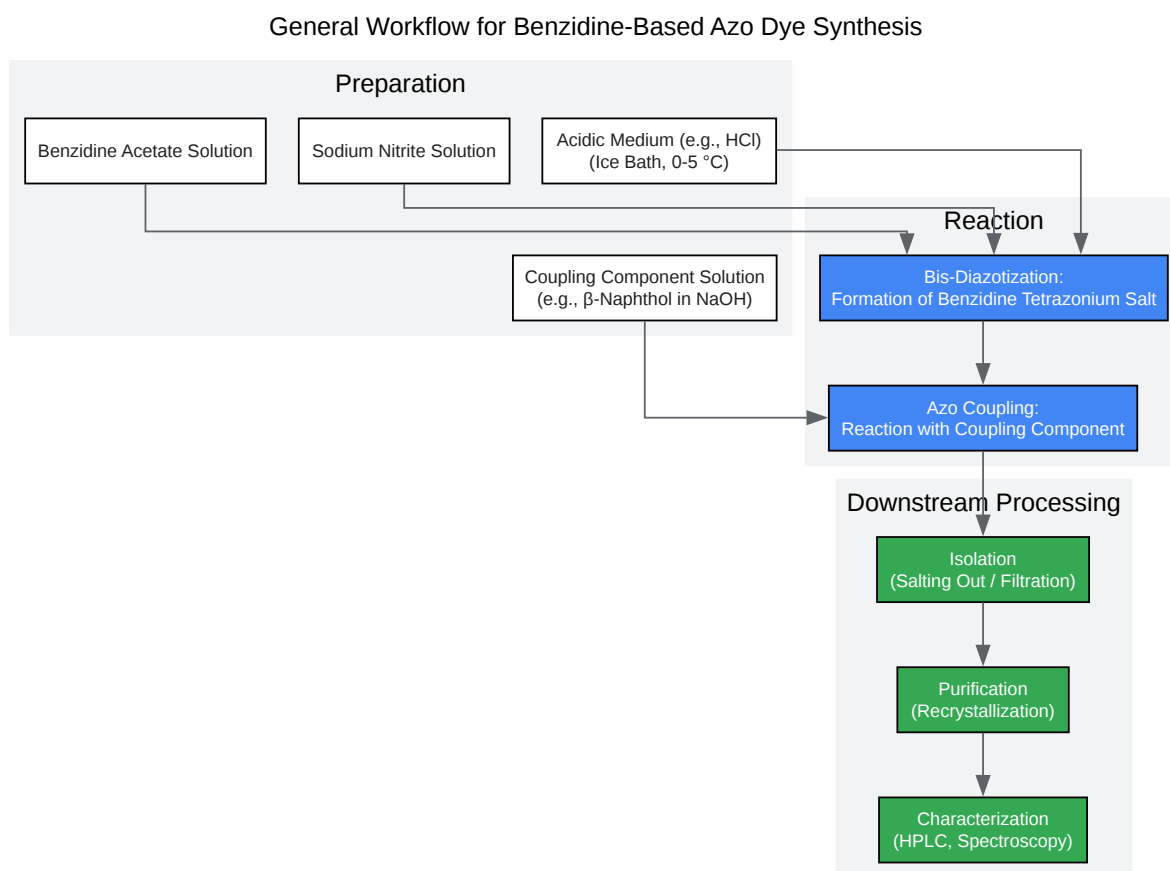 General Workflow for Benzidine-Based Azo Dye Synthesis
Preparation
Benzidine Acetate Solution
Sodium Nitrite Solution
Acidic Medium (e.g., HCl)
(Ice Bath, 0-5 °C)
Coupling Component Solution
(e.g., β-Naphthol in NaOH)
Reaction
Bis-Diazotization:
Formation of Benzidine Tetrazonium Salt
Azo Coupling:
Reaction with Coupling Component
Downstream Processing
Isolation
(Salting Out / Filtration)
Purification
(Recrystallization)
Characterization
(HPLC, Spectroscopy)